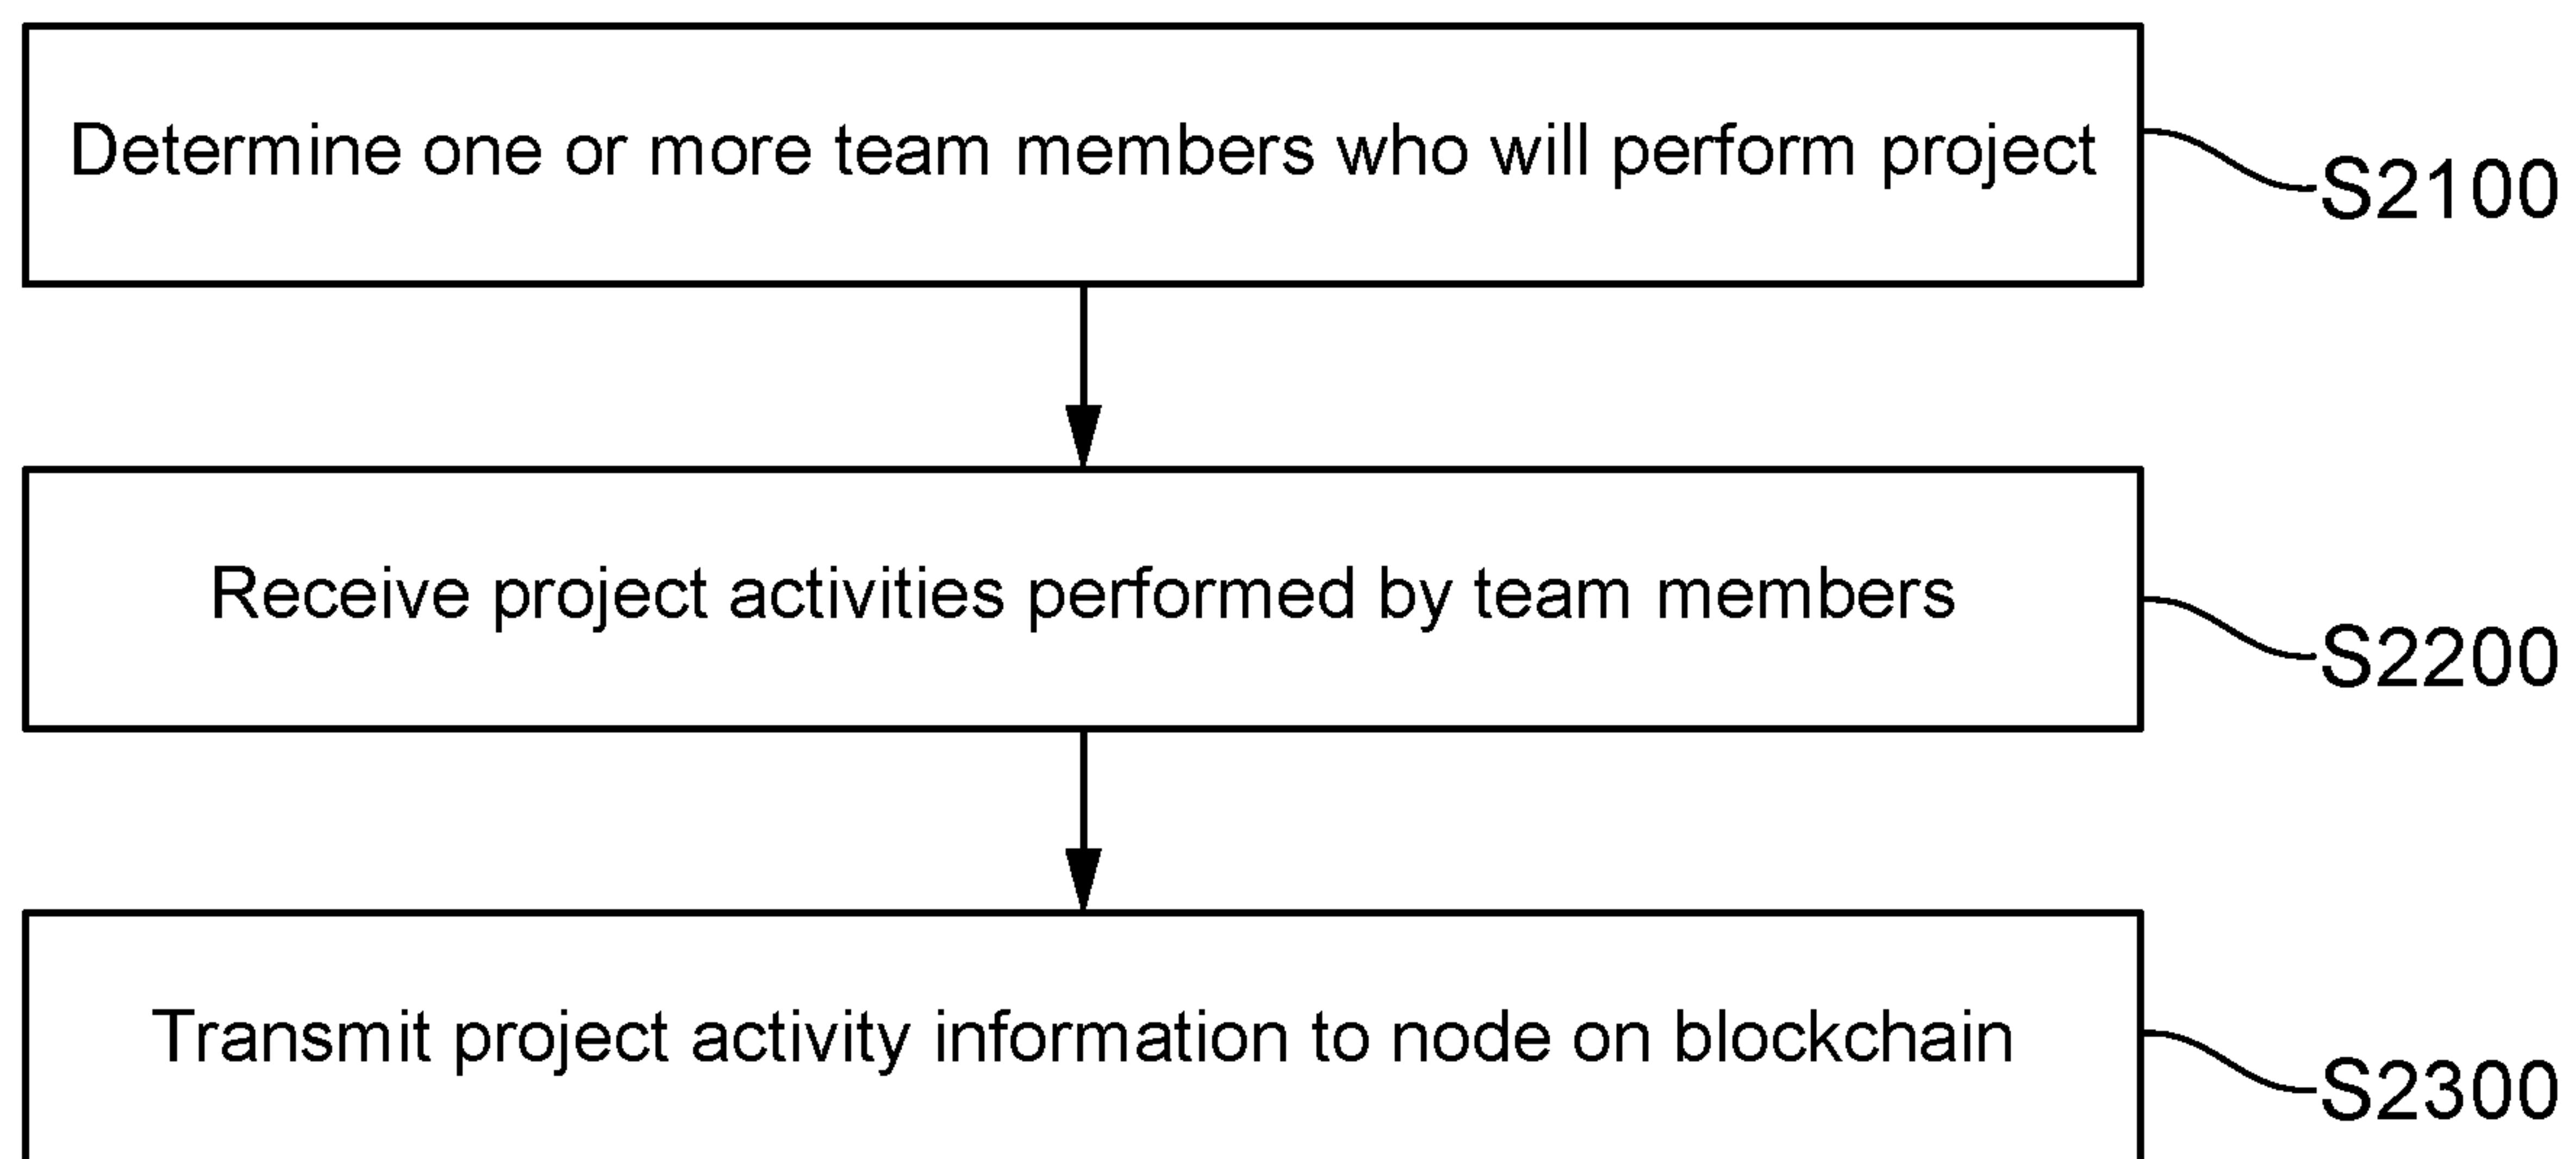 Determine one or more team members who will perform project
S2100
Receive project activities performed by team members
S2200
Transmit project activity information to node on blockchain
S2300